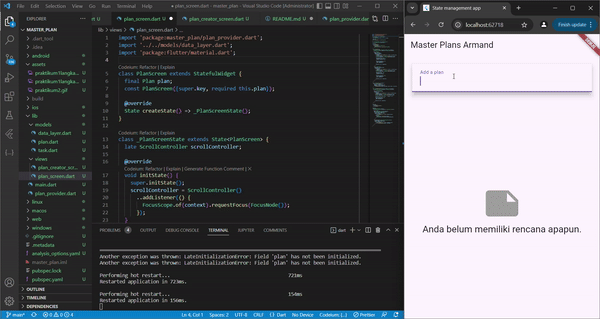 File Edit Selection View Go Run ...
plan_screen.dart - master_plan - Visual Studio Code [Administrator]
EXPLORER
MASTER_PLAN
.dart_tool
.idea
android
assets
praktikum2.gif
build
ios
lib
models
data_layer.dart
plan.dart
task.dart
views
plan_creator_scr...
plan_screen.dart
main.dart
plan_provider.dart
linux
macos
web
windows
.gitignore
.metadata
analysis_options.yaml
master_plan.iml
pubspec.lock
pubspec.yaml
OUTLINE
TIMELINE
DEPENDENCIES
plan_screen.dart
plan_creator_screen.dart
README.md
plan_provider.dart
lib > views > plan_screen.dart > ...
1 import 'package:master_plan/plan_provider.dart';
2 import '../../models/data_layer.dart';
3 import 'package:flutter/material.dart';
4
Codeium: Refactor | Explain
5 class PlanScreen extends StatefulWidget {
6 final Plan plan;
7 const PlanScreen({super.key, required this.plan});
8
9 @override
10 State createState() => _PlanScreenState();
11 }
12
Codeium: Refactor | Explain
13 class _PlanScreenState extends State<PlanScreen> {
14 late ScrollController scrollController;
15
Codeium: Refactor | Explain | Generate Function Comment | X
16 @override
17 void initState() {
18 super.initState();
19 scrollController = ScrollController()
20 ..addListener(() {
21 FocusScope.of(context).requestFocus(FocusNode());
22 });
23 }
PROBLEMS 4 OUTPUT DEBUG CONSOLE TERMINAL
dart
Another exception was thrown: LateInitializationError: Field 'plan' has not been initialized.
Another exception was thrown: LateInitializationError: Field 'plan' has not been initialized.
Performing hot restart... 721ms
Restarted application in 723ms.
Performing hot restart... 154ms
Restarted application in 156ms.
main* Ln 4, Col 1 Spaces: 2 UTF-8 CRLF Dart No Device Codeium: {...} Prettier
State management app
localhost:62718
Finish update
Master Plans Armand
Add a plan
Anda belum memiliki rencana apapun.